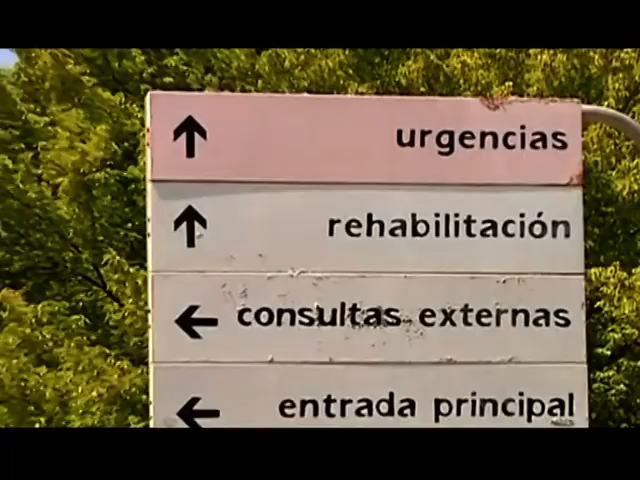 urgencias
rehabilitación
consultas externas
entrada principal